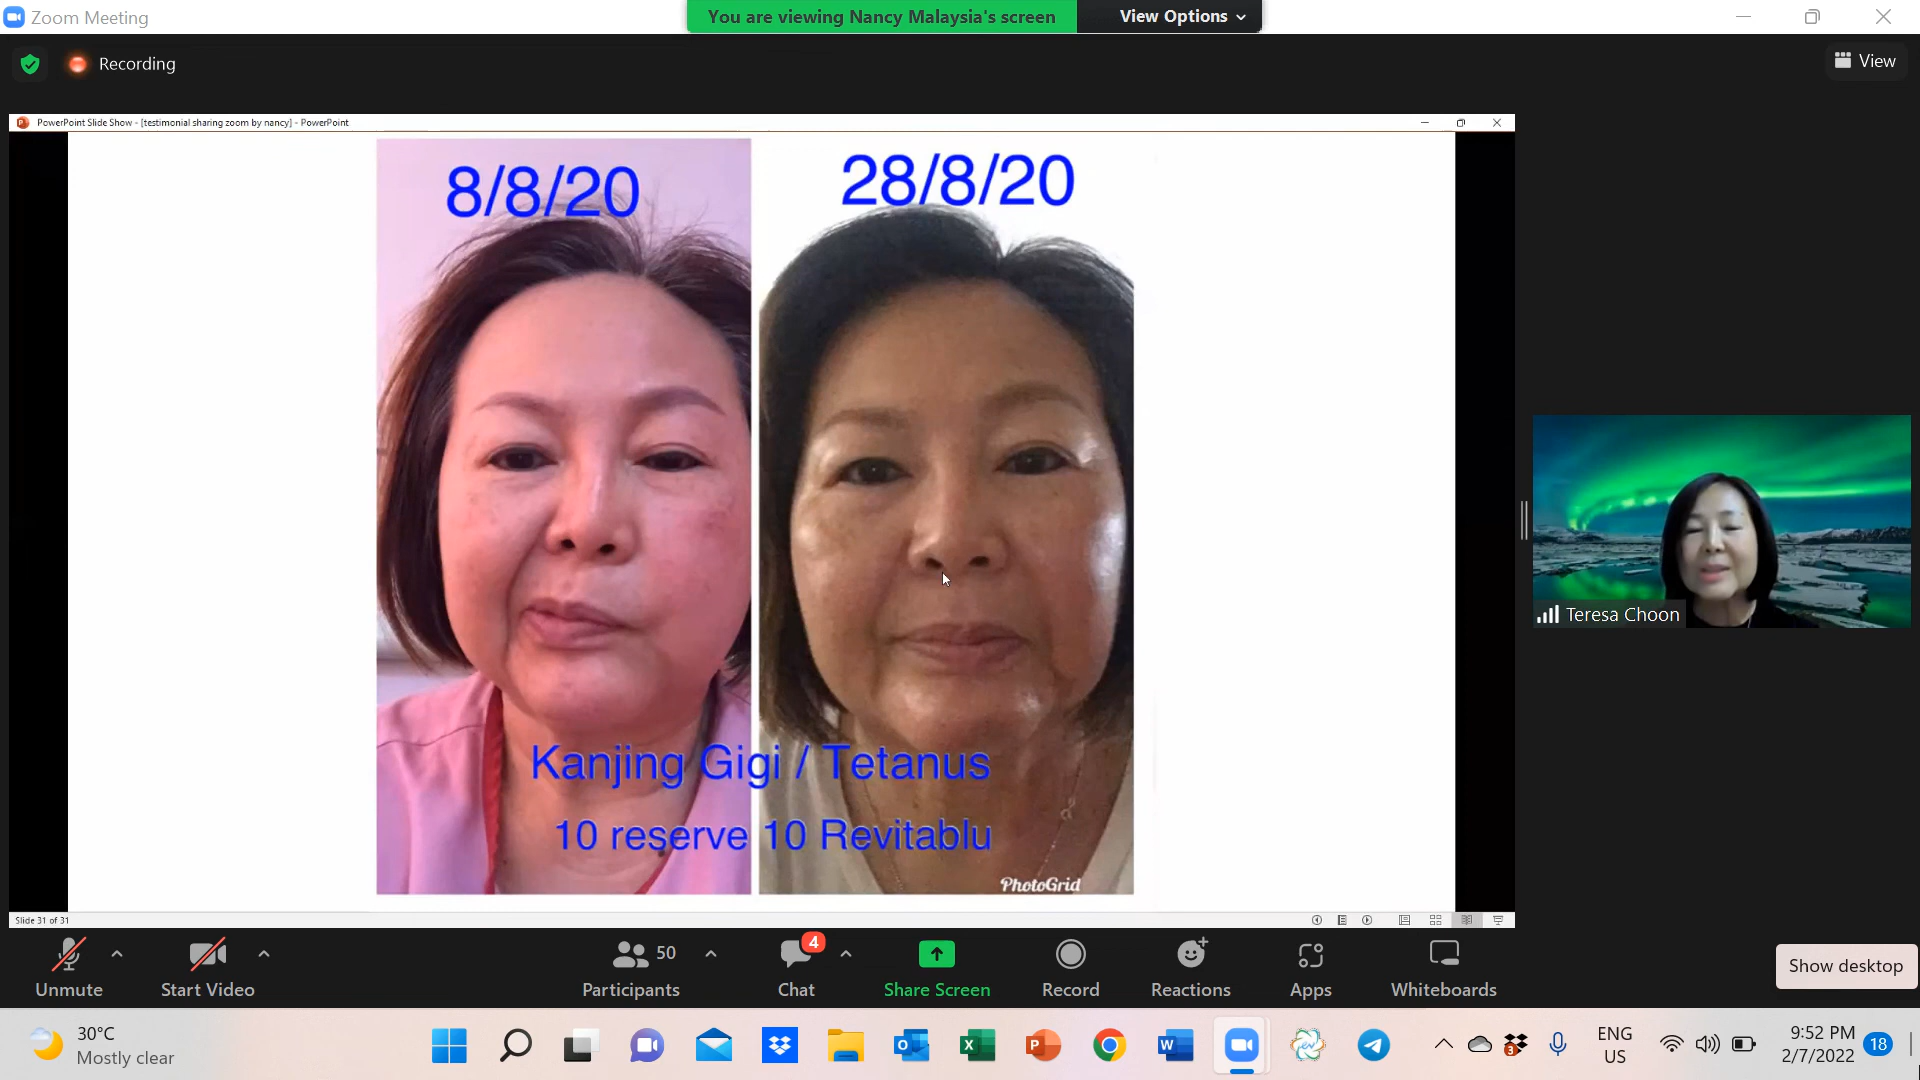 Zoom Meeting
You are viewing Nancy Malaysia's screen
View Options
Recording
View
PowerPoint Slide Show - [testimonial sharing zoom by nancy] - PowerPoint
8/8/20
28/8/20
Kanjing Gigi / Tetanus
10 reserve 10 Revitablu
PhotoGrid
Teresa Choon
Slide 31 of 31
Unmute
Start Video
50
Participants
4
Chat
Share Screen
Record
Reactions
Apps
Whiteboards
Show desktop
30°C
Mostly clear
ENG
US
9:52 PM
2/7/2022
18
3